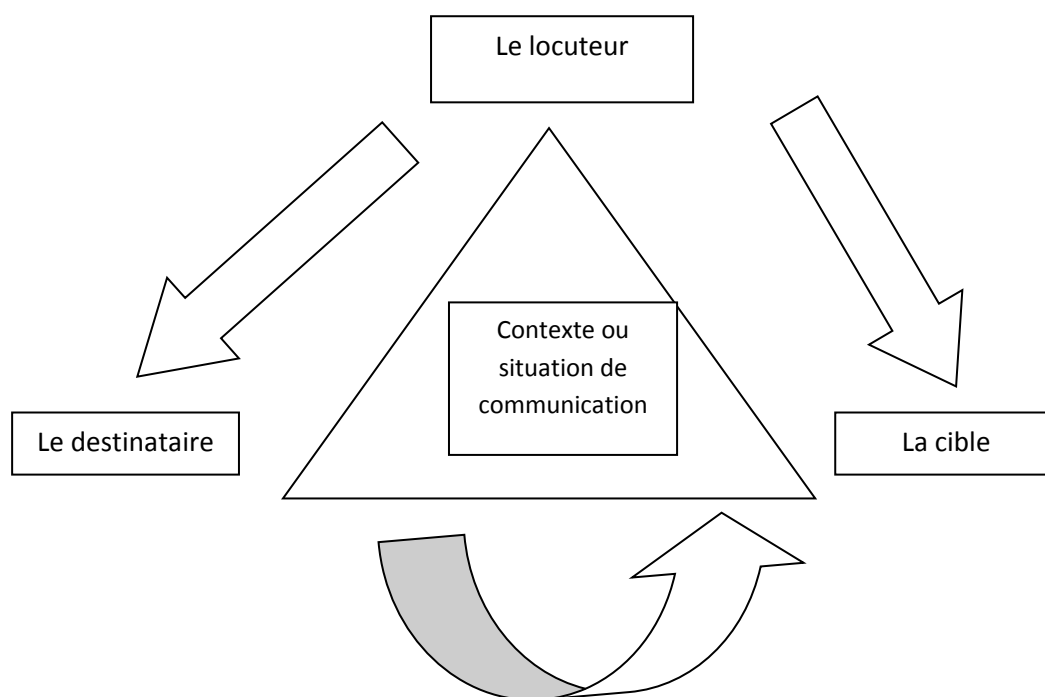 Le locuteur
Contexte ou
situation de
communication
Le destinataire
La cible